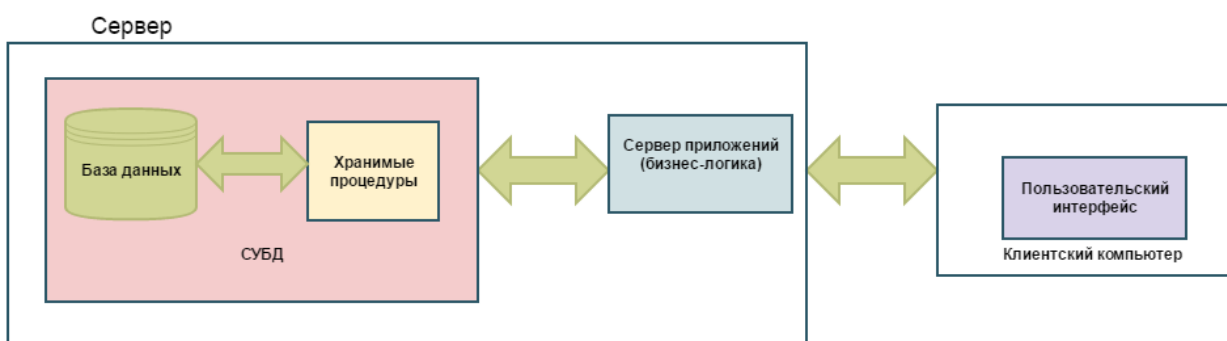 Сервер
База данных
Хранимые
процедуры
СУБД
Сервер приложений
(бизнес-логика)
Пользовательский
интерфейс
Клиентский компьютер